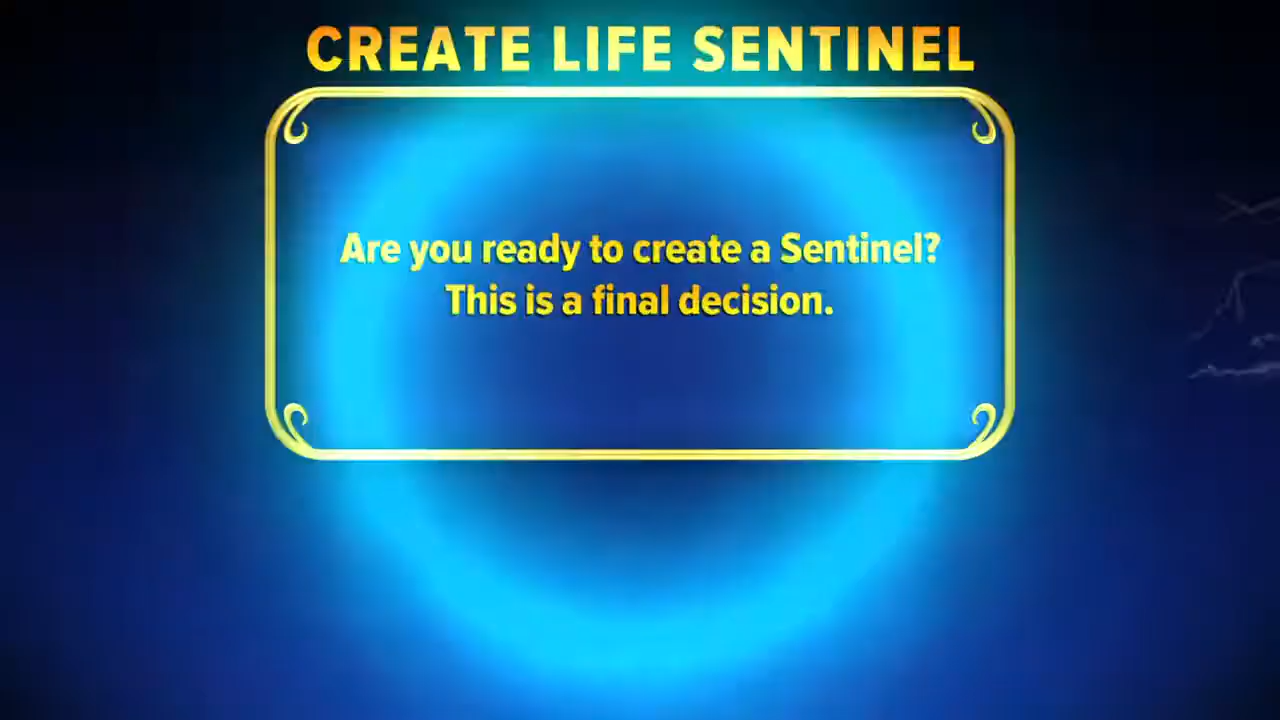 CREATE LIFE SENTINEL
Are you ready to create a Sentinel?
This is a final decision.